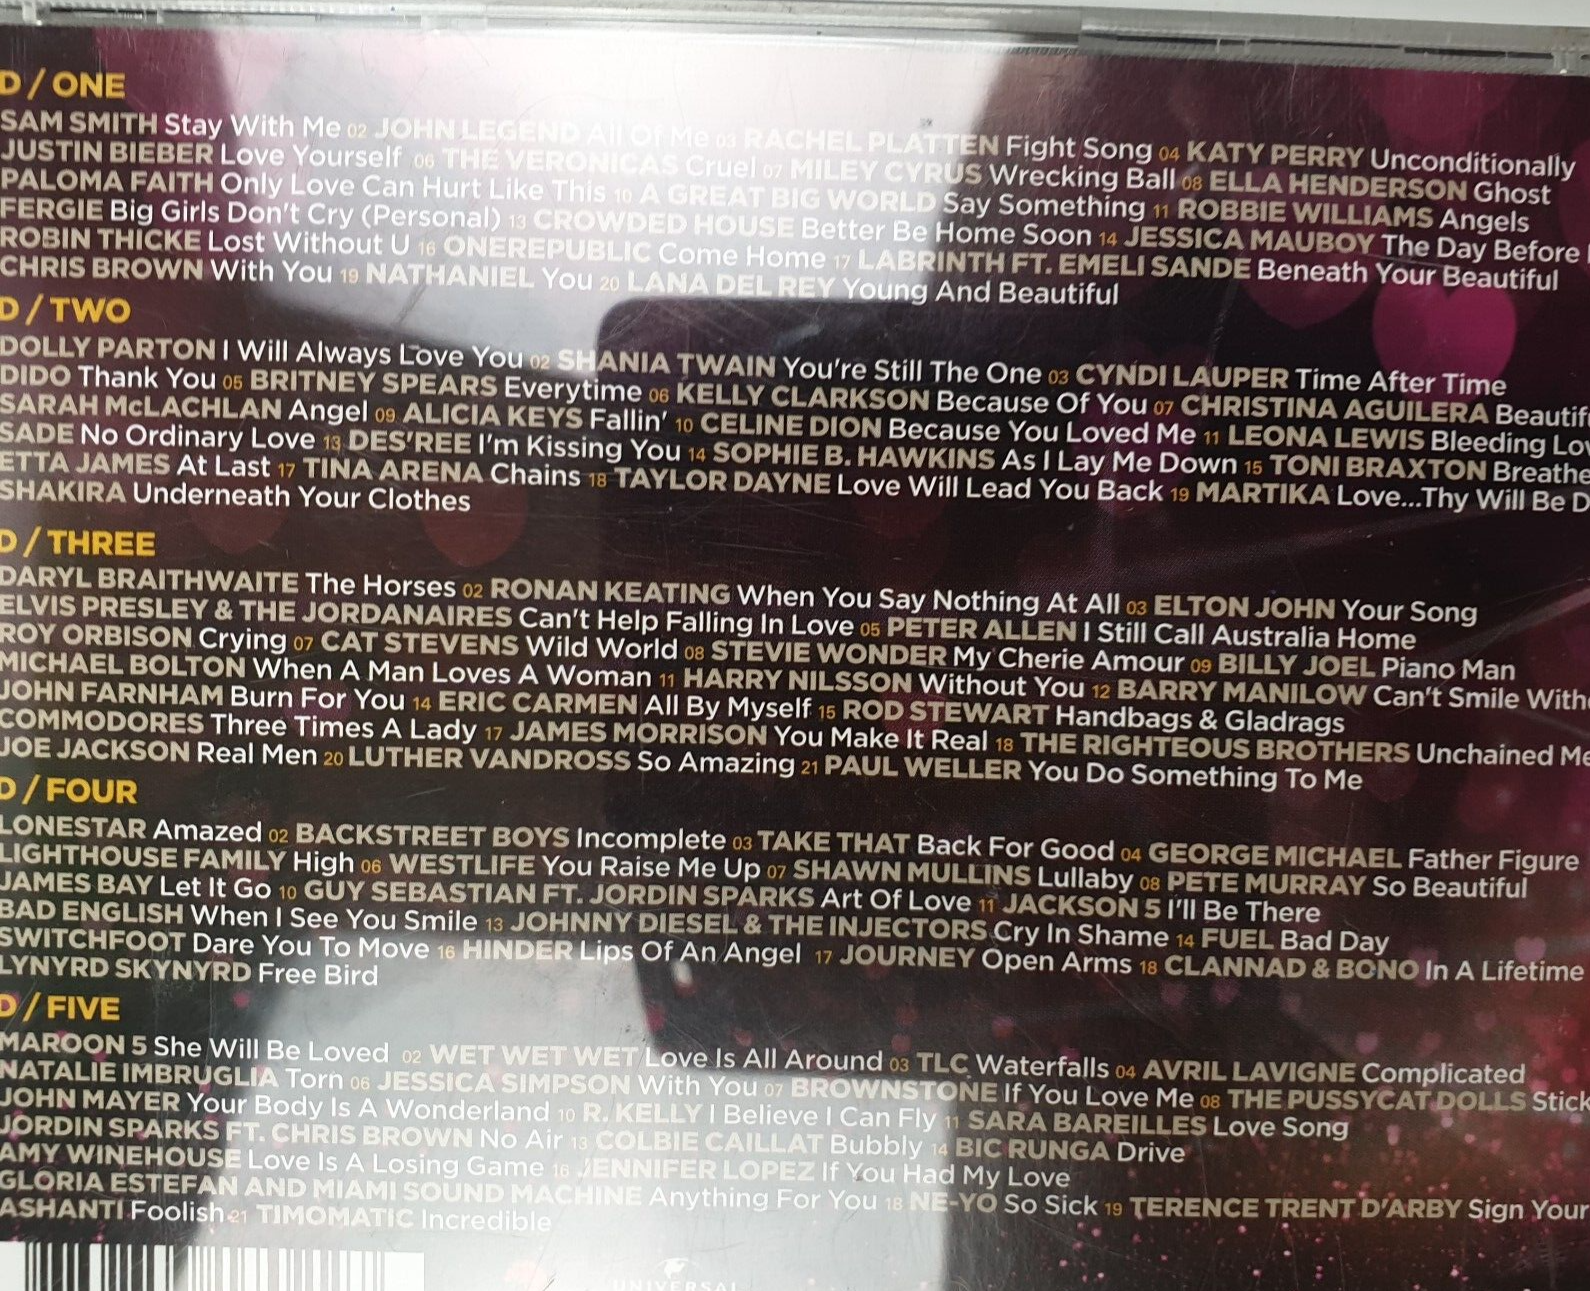 D / ONE
SAM SMITH Stay With Me 02 JOHN LEGEND All Of Me 03 RACHEL PLATTEN Fight Song 04 KATY PERRY Unconditionally
JUSTIN BIEBER Love Yourself 06 THE VERONICAS Cruel 07 MILEY CYRUS Wrecking Ball 08 ELLA HENDERSON Ghost
PALOMA FAITH Only Love Can Hurt Like This 10 A GREAT BIG WORLD Say Something 11 ROBBIE WILLIAMS Angels
FERGIE Big Girls Don't Cry (Personal) 13 CROWDED HOUSE Better Be Home Soon 14 JESSICA MAUBOY The Day Before
ROBIN THICKE Lost Without U 16 ONEREPUBLIC Come Home 17 LABRINTH FT. EMELI SANDE Beneath Your Beautiful
CHRIS BROWN With You 19 NATHANIEL You 20 LANA DEL REY Young And Beautiful
D / TWO
DOLLY PARTON I Will Always Love You 02 SHANIA TWAIN You're Still The One 03 CYNDI LAUPER Time After Time
DIDO Thank You 05 BRITNEY SPEARS Everytime 06 KELLY CLARKSON Because Of You 07 CHRISTINA AGUILERA Beautif
SARAH McLACHLAN Angel 09 ALICIA KEYS Fallin' 10 CELINE DION Because You Loved Me 11 LEONA LEWIS Bleeding Lo
SADE No Ordinary Love 13 DES'REE I'm Kissing You 14 SOPHIE B. HAWKINS As I Lay Me Down 15 TONI BRAXTON Breathe
ETTA JAMES At Last 17 TINA ARENA Chains 18 TAYLOR DAYNE Love Will Lead You Back 19 MARTIKA Love...Thy Will Be D
SHAKIRA Underneath Your Clothes
D / THREE
DARYL BRAITHWAITE The Horses 02 RONAN KEATING When You Say Nothing At All 03 ELTON JOHN Your Song
ELVIS PRESLEY & THE JORDANAIRES Can't Help Falling In Love 05 PETER ALLEN I Still Call Australia Home
ROY ORBISON Crying 07 CAT STEVENS Wild World 08 STEVIE WONDER My Cherie Amour 09 BILLY JOEL Piano Man
MICHAEL BOLTON When A Man Loves A Woman 11 HARRY NILSSON Without You 12 BARRY MANILOW Can't Smile With
JOHN FARNHAM Burn For You 14 ERIC CARMEN All By Myself 15 ROD STEWART Handbags & Gladrags
COMMODORES Three Times A Lady 17 JAMES MORRISON You Make It Real 18 THE RIGHTEOUS BROTHERS Unchained Me
JOE JACKSON Real Men 20 LUTHER VANDROSS So Amazing 21 PAUL WELLER You Do Something To Me
D / FOUR
LONESTAR Amazed 02 BACKSTREET BOYS Incomplete 03 TAKE THAT Back For Good 04 GEORGE MICHAEL Father Figure
LIGHTHOUSE FAMILY High 06 WESTLIFE You Raise Me Up 07 SHAWN MULLINS Lullaby 08 PETE MURRAY So Beautiful
JAMES BAY Let It Go 10 GUY SEBASTIAN FT. JORDIN SPARKS Art Of Love 11 JACKSON 5 I'll Be There
BAD ENGLISH When I See You Smile 13 JOHNNY DIESEL & THE INJECTORS Cry In Shame 14 FUEL Bad Day
SWITCHFOOT Dare You To Move 16 HINDER Lips Of An Angel 17 JOURNEY Open Arms 18 CLANNAD & BONO In A Lifetime
LYNYRD SKYNYRD Free Bird
D / FIVE
MAROON 5 She Will Be Loved 02 WET WET WET Love Is All Around 03 TLC Waterfalls 04 AVRIL LAVIGNE Complicated
NATALIE IMBRUGLIA Torn 06 JESSICA SIMPSON With You 07 BROWNSTONE If You Love Me 08 THE PUSSYCAT DOLLS Stick
JOHN MAYER Your Body Is A Wonderland 10 R. KELLY I Believe I Can Fly 11 SARA BAREILLES Love Song
JORDIN SPARKS FT. CHRIS BROWN No Air 13 COLBIE CAILLAT Bubbly 14 BIC RUNGA Drive
AMY WINEHOUSE Love Is A Losing Game 16 JENNIFER LOPEZ If You Had My Love
GLORIA ESTEFAN AND MIAMI SOUND MACHINE Anything For You 18 NE-YO So Sick 19 TERENCE TRENT D'ARBY Sign Your
ASHANTI Foolish 21 TIMOMATIC Incredible
UNIVERSAL